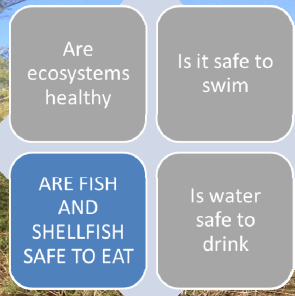 Are
ecosystems
healthy
Is it safe to
swim
ARE FISH
AND
SHELLFISH
SAFE TO EAT
Is water
safe to
drink